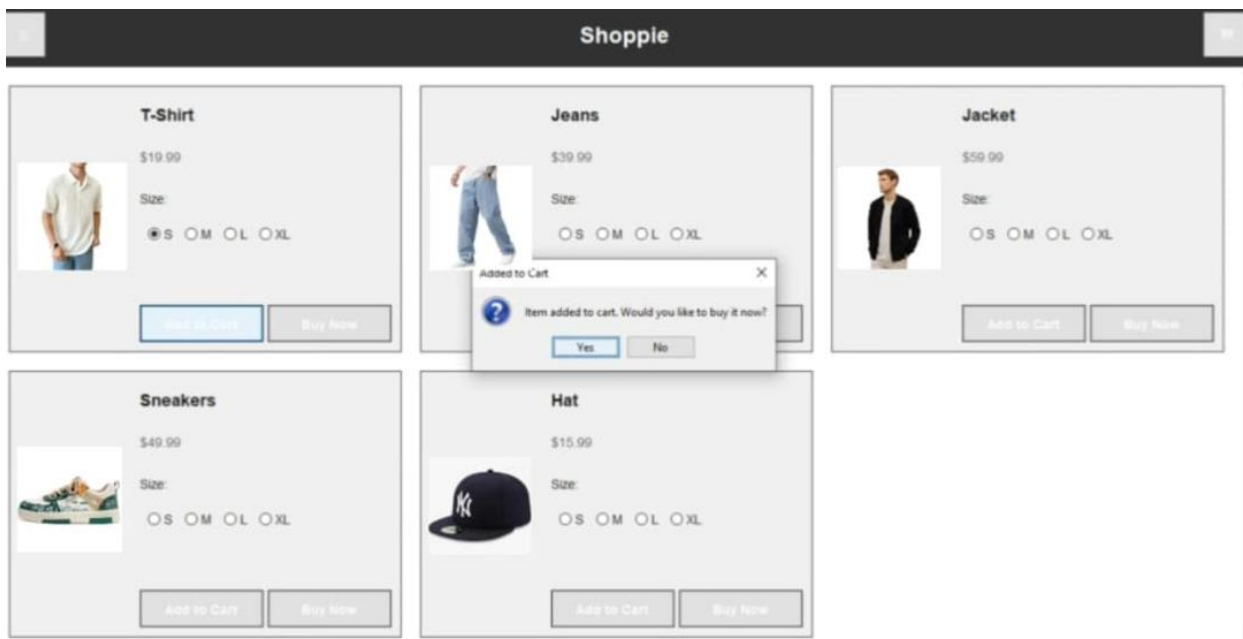 Shoppie
T-Shirt
$19.99
Size:
S M L XL
Add to Cart Buy Now
Jeans
$39.99
Size:
S M L XL
Jacket
$59.99
Size:
S M L XL
Add to Cart Buy Now
Added to Cart
Item added to cart. Would you like to buy it now?
Yes No
Sneakers
$49.99
Size:
S M L XL
Add to Cart Buy Now
Hat
$15.99
Size:
S M L XL
Add to Cart Buy Now
NY